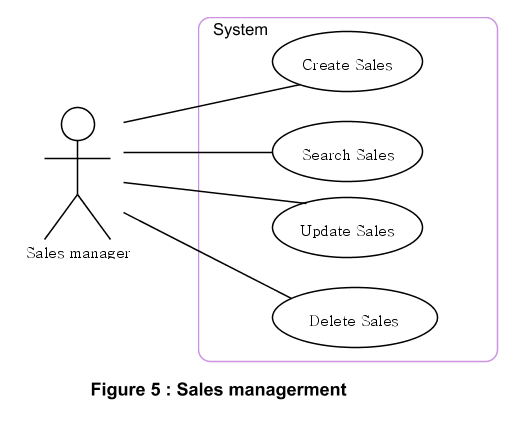 System
Create Sales
Search Sales
Update Sales
Sales manager
Delete Sales
Figure 5 : Sales managerment